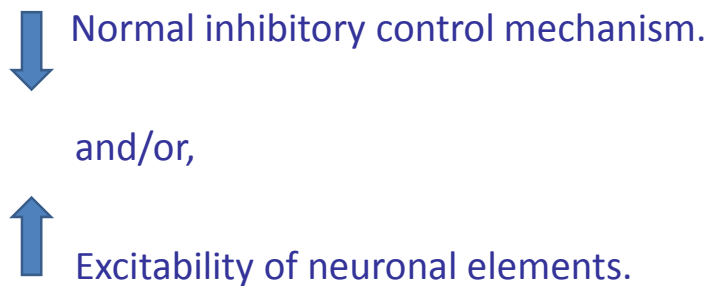 Normal inhibitory control mechanism.
and/or,
Excitability of neuronal elements.